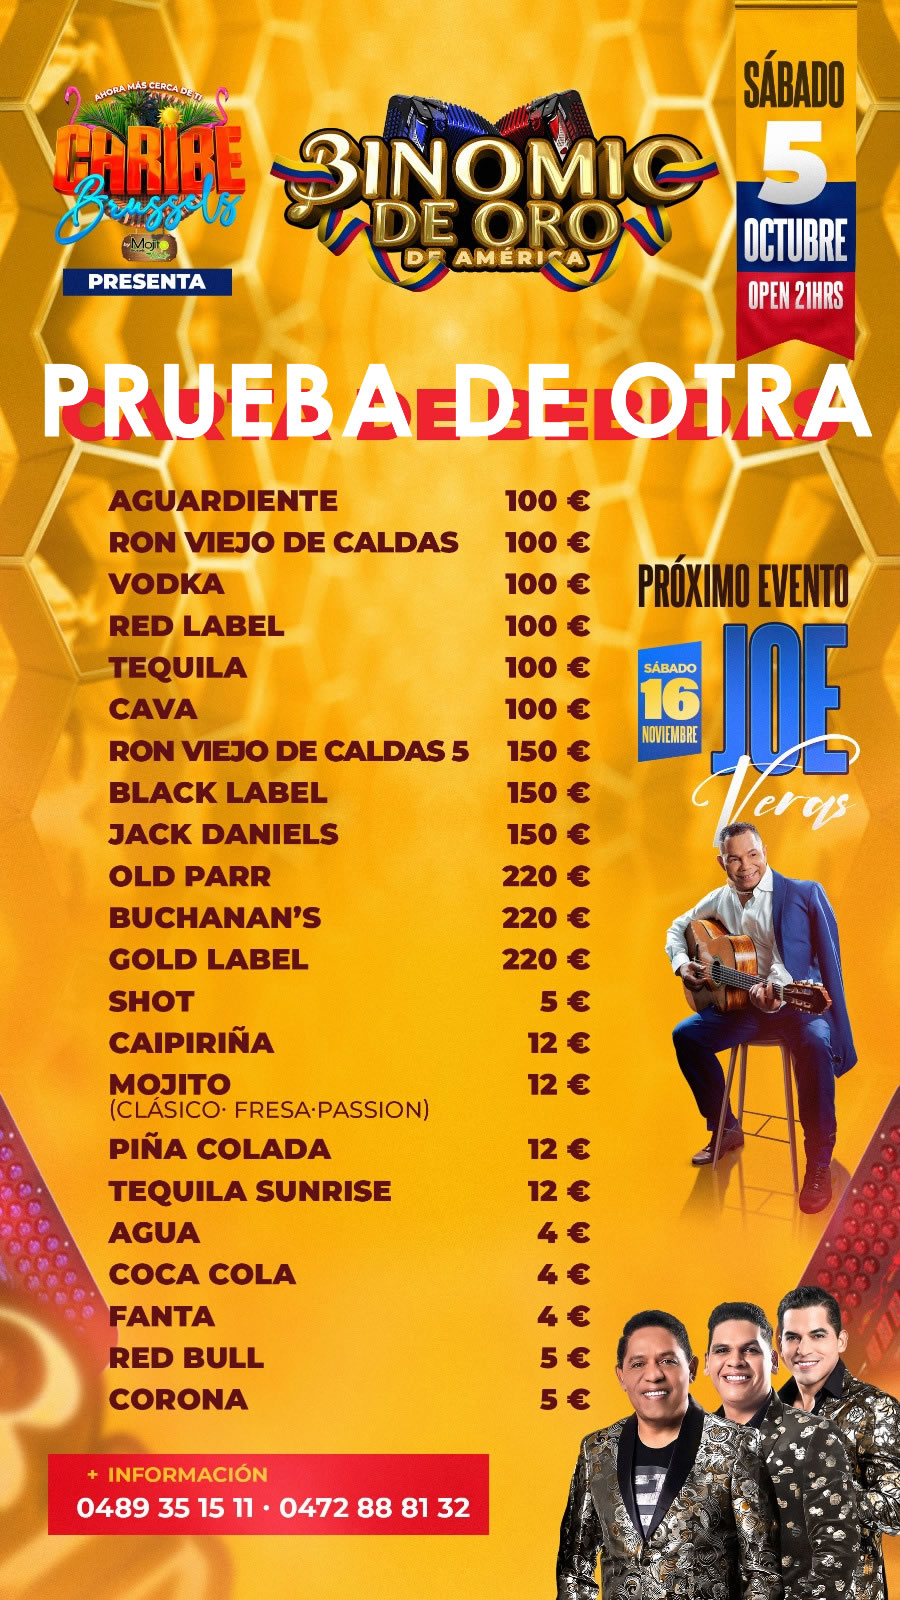 AHORA MÁS CERCA DE TI
CARIBE
Brussels
by Mojito
PRESENTA
BINOMIO
DE ORO
DE AMÉRICA
SÁBADO
5
OCTUBRE
OPEN 21HRS
PRUEBA DE OTRA
CARTA DE BEBIDAS
AGUARDIENTE 100 €
RON VIEJO DE CALDAS 100 €
VODKA 100 €
RED LABEL 100 €
TEQUILA 100 €
CAVA 100 €
RON VIEJO DE CALDAS 5 150 €
BLACK LABEL 150 €
JACK DANIELS 150 €
OLD PARR 220 €
BUCHANAN’S 220 €
GOLD LABEL 220 €
SHOT 5 €
CAIPIRIÑA 12 €
MOJITO 12 €
(CLÁSICO· FRESA·PASSION)
PIÑA COLADA 12 €
TEQUILA SUNRISE 12 €
AGUA 4 €
COCA COLA 4 €
FANTA 4 €
RED BULL 5 €
CORONA 5 €
PRÓXIMO EVENTO
SÁBADO
16
NOVIEMBRE
JOE
Veras
+ INFORMACIÓN
0489 35 15 11 · 0472 88 81 32